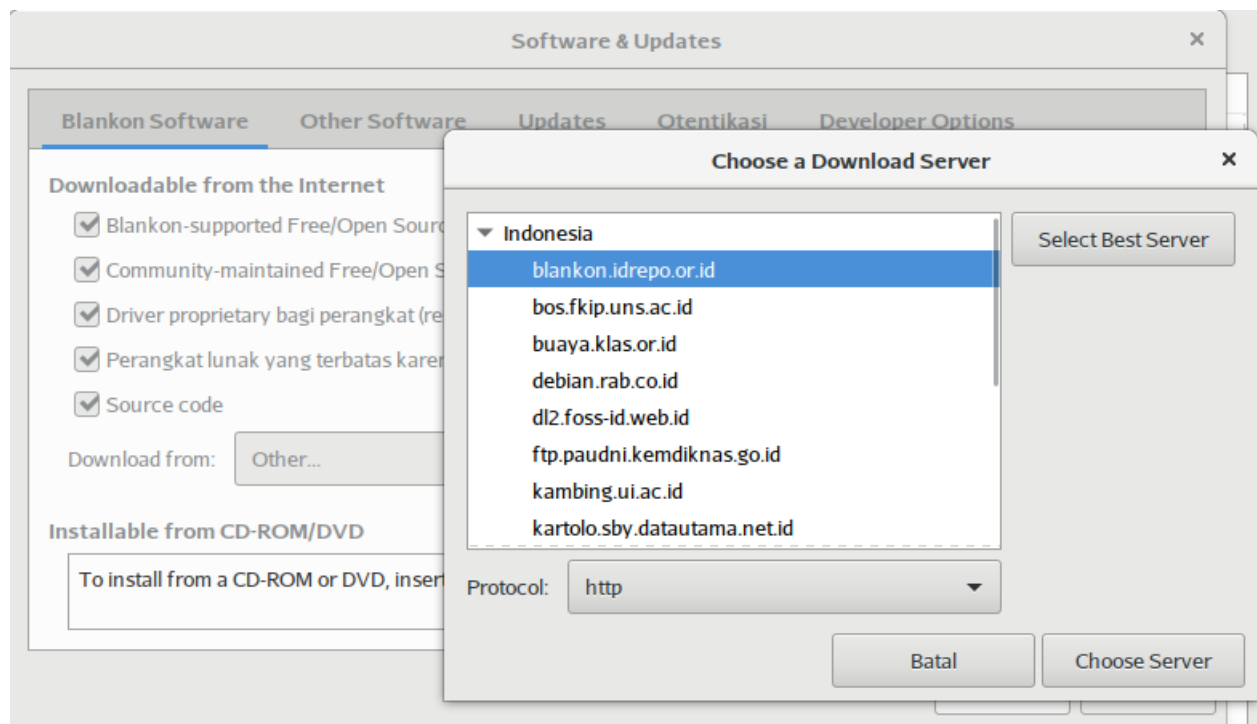 Software & Updates
Blankon Software
Other Software
Updates
Otentikasi
Developer Options
Downloadable from the Internet
Blankon-supported Free/Open
Community-maintained Free/Open
Driver proprietary bagi perangkat
Perangkat lunak yang terbatas
Source code
Download from:
Other...
Installable from CD-ROM/DVD
To install from a CD-ROM or DVD,
Choose a Download Server
Indonesia
blankon.idrepo.or.id
bos.fkip.uns.ac.id
buaya.klas.or.id
debian.rab.co.id
dl2.foss-id.web.id
ftp.paudni.kemdiknas.go.id
kambing.ui.ac.id
kartolo.sby.datautama.net.id
Select Best Server
Protocol:
http
Batal
Choose Server